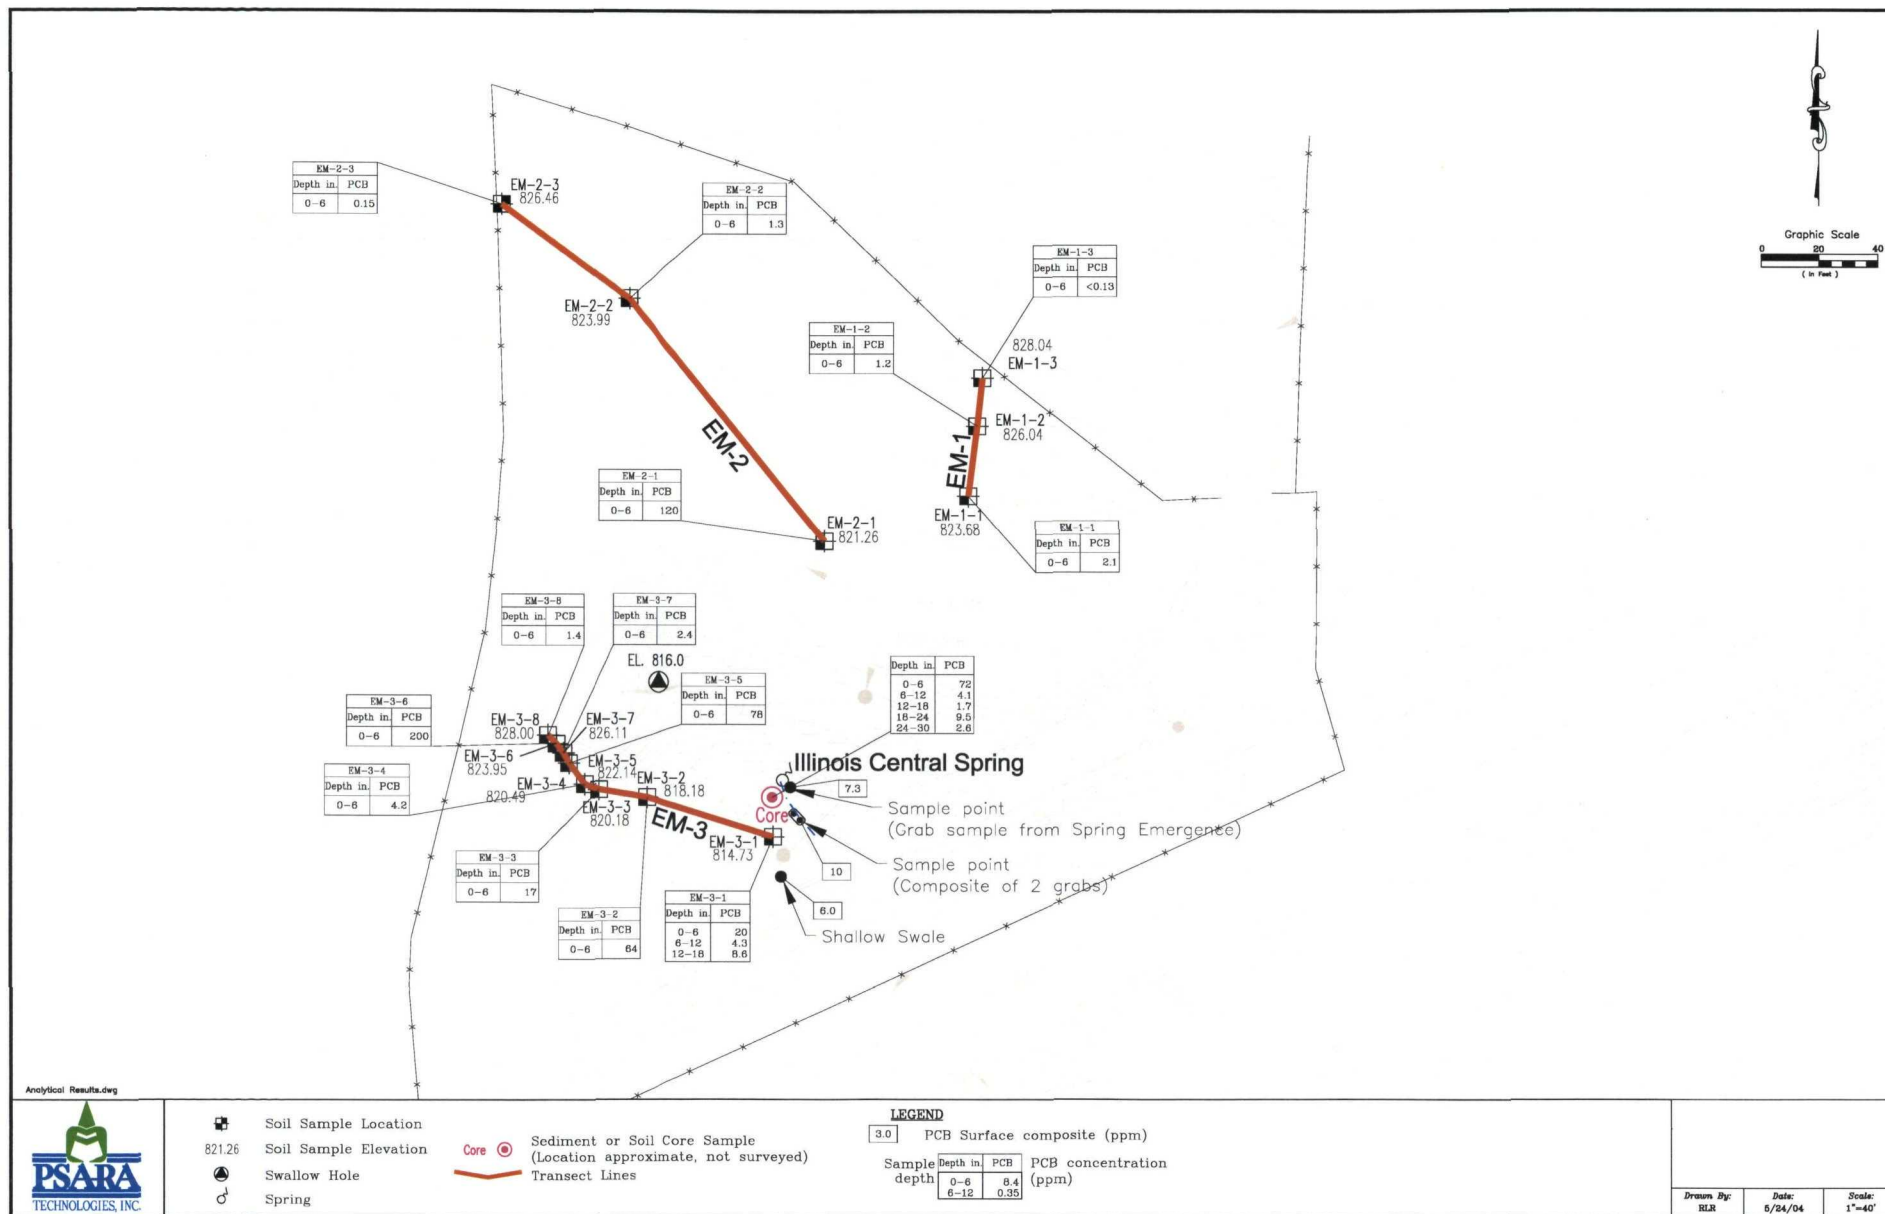 Graphic Scale
0 20 40
( in Feet )
EM-2-3
Depth in. PCB
0-6 0.15
EM-2-3
826.46
EM-2-2
Depth in. PCB
0-6 1.3
EM-2-2
823.99
EM-1-3
Depth in. PCB
0-6 <0.13
EM-1-2
Depth in. PCB
0-6 1.2
828.04
EM-1-3
EM-1-2
826.04
EM-2
EM-1
EM-2-1
Depth in. PCB
0-6 120
EM-2-1
821.26
EM-1-1
823.68
EM-1-1
Depth in. PCB
0-6 2.1
EM-3-8
Depth in. PCB
0-6 1.4
EM-3-7
Depth in. PCB
0-6 2.4
EL. 816.0
EM-3-5
Depth in. PCB
0-6 78
Depth in. PCB
0-6 72
6-12 4.1
12-18 1.7
18-24 9.5
24-30 2.6
EM-3-6
Depth in. PCB
0-6 200
EM-3-8
828.00
EM-3-7
826.11
EM-3-6
823.95
EM-3-5
822.14
EM-3-4
820.49
EM-3-4
Depth in. PCB
0-6 4.2
EM-3-2
818.18
EM-3-3
820.18
EM-3
EM-3-1
814.73
Illinois Central Spring
Core
7.3
Sample point
(Grab sample from Spring Emergence)
Sample point
(Composite of 2 grabs)
10
6.0
Shallow Swale
EM-3-3
Depth in. PCB
0-6 17
EM-3-2
Depth in. PCB
0-6 64
EM-3-1
Depth in. PCB
0-6 20
6-12 4.3
12-18 8.6
Analytical Results.dwg
PSARA
TECHNOLOGIES, INC.
Soil Sample Location
821.26 Soil Sample Elevation
Swallow Hole
Spring
Core Sediment or Soil Core Sample
(Location approximate, not surveyed)
Transect Lines
LEGEND
3.0 PCB Surface composite (ppm)
Sample depth
Depth in. PCB
0-6 8.4
6-12 0.35
PCB concentration
(ppm)
Drawn By: RLR
Date: 5/24/04
Scale: 1"=40'